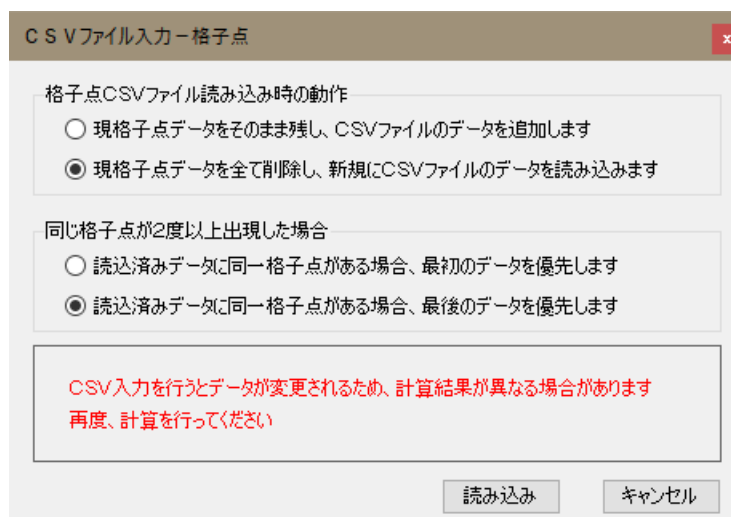 ＣＳＶファイル入力－格子点
x
格子点CSVファイル読み込み時の動作
現格子点データをそのまま残し、CSVファイルのデータを追加します
現格子点データを全て削除し、新規にCSVファイルのデータを読み込みます
同じ格子点が2度以上出現した場合
読込済みデータに同一格子点がある場合、最初のデータを優先します
読込済みデータに同一格子点がある場合、最後のデータを優先します
CSV入力を行うとデータが変更されるため、計算結果が異なる場合があります
再度、計算を行ってください
読み込み キャンセル